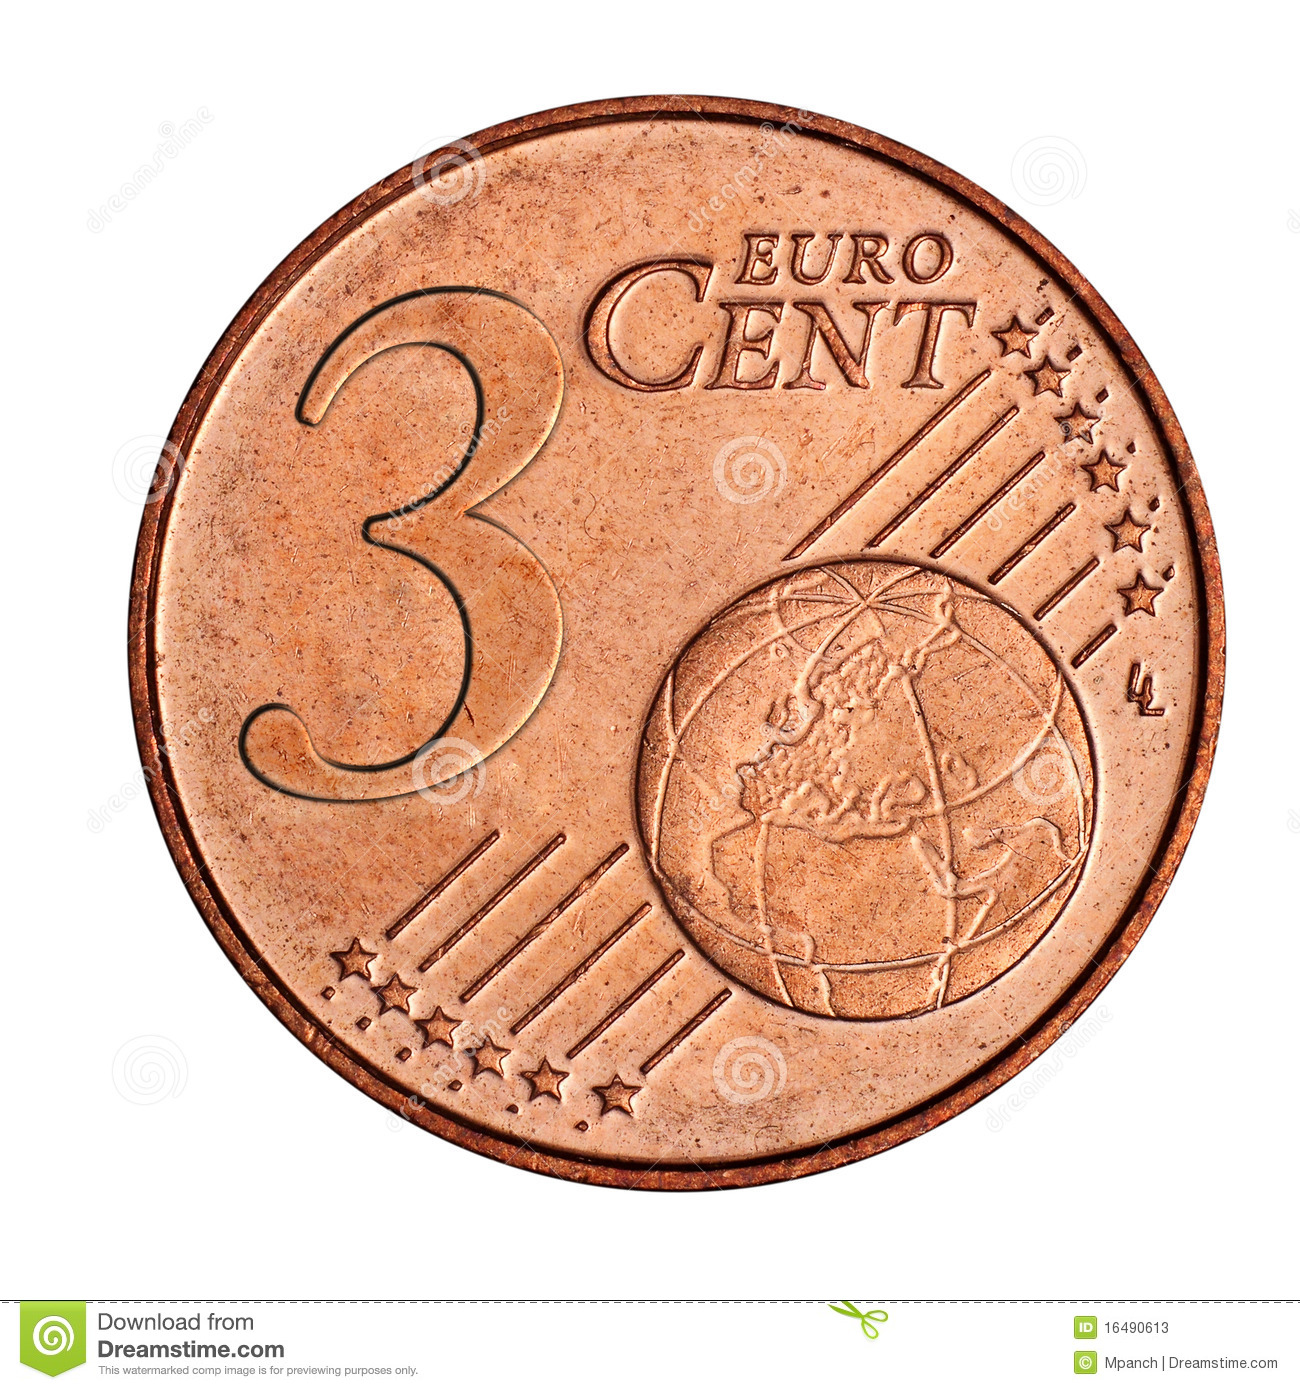 EURO
3 CENT
LL
Download from
Dreamstime.com
This watermarked comp image is for previewing purposes only.
ID 16490613
© Mpanch | Dreamstime.com
dreamstime